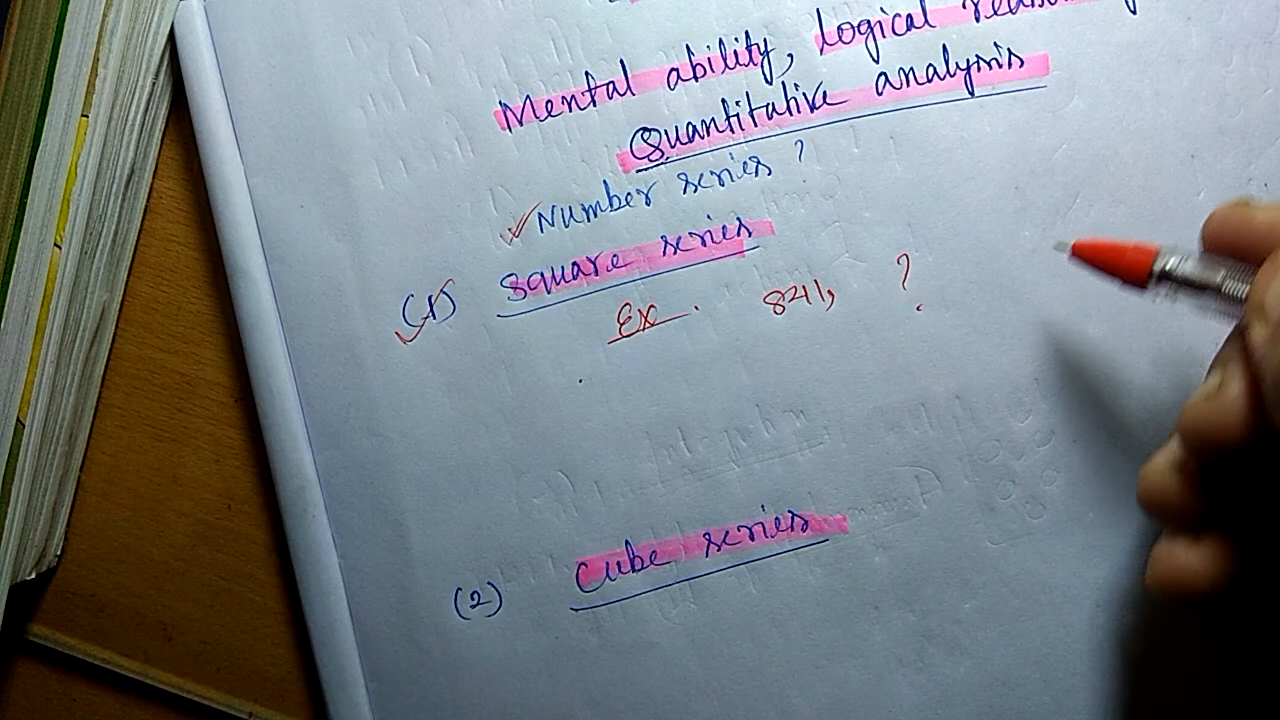 Mental ability, Logical
Quantitative analysis
Number series ?
(1) Square series
Ex. 841, ?
(2) Cube series